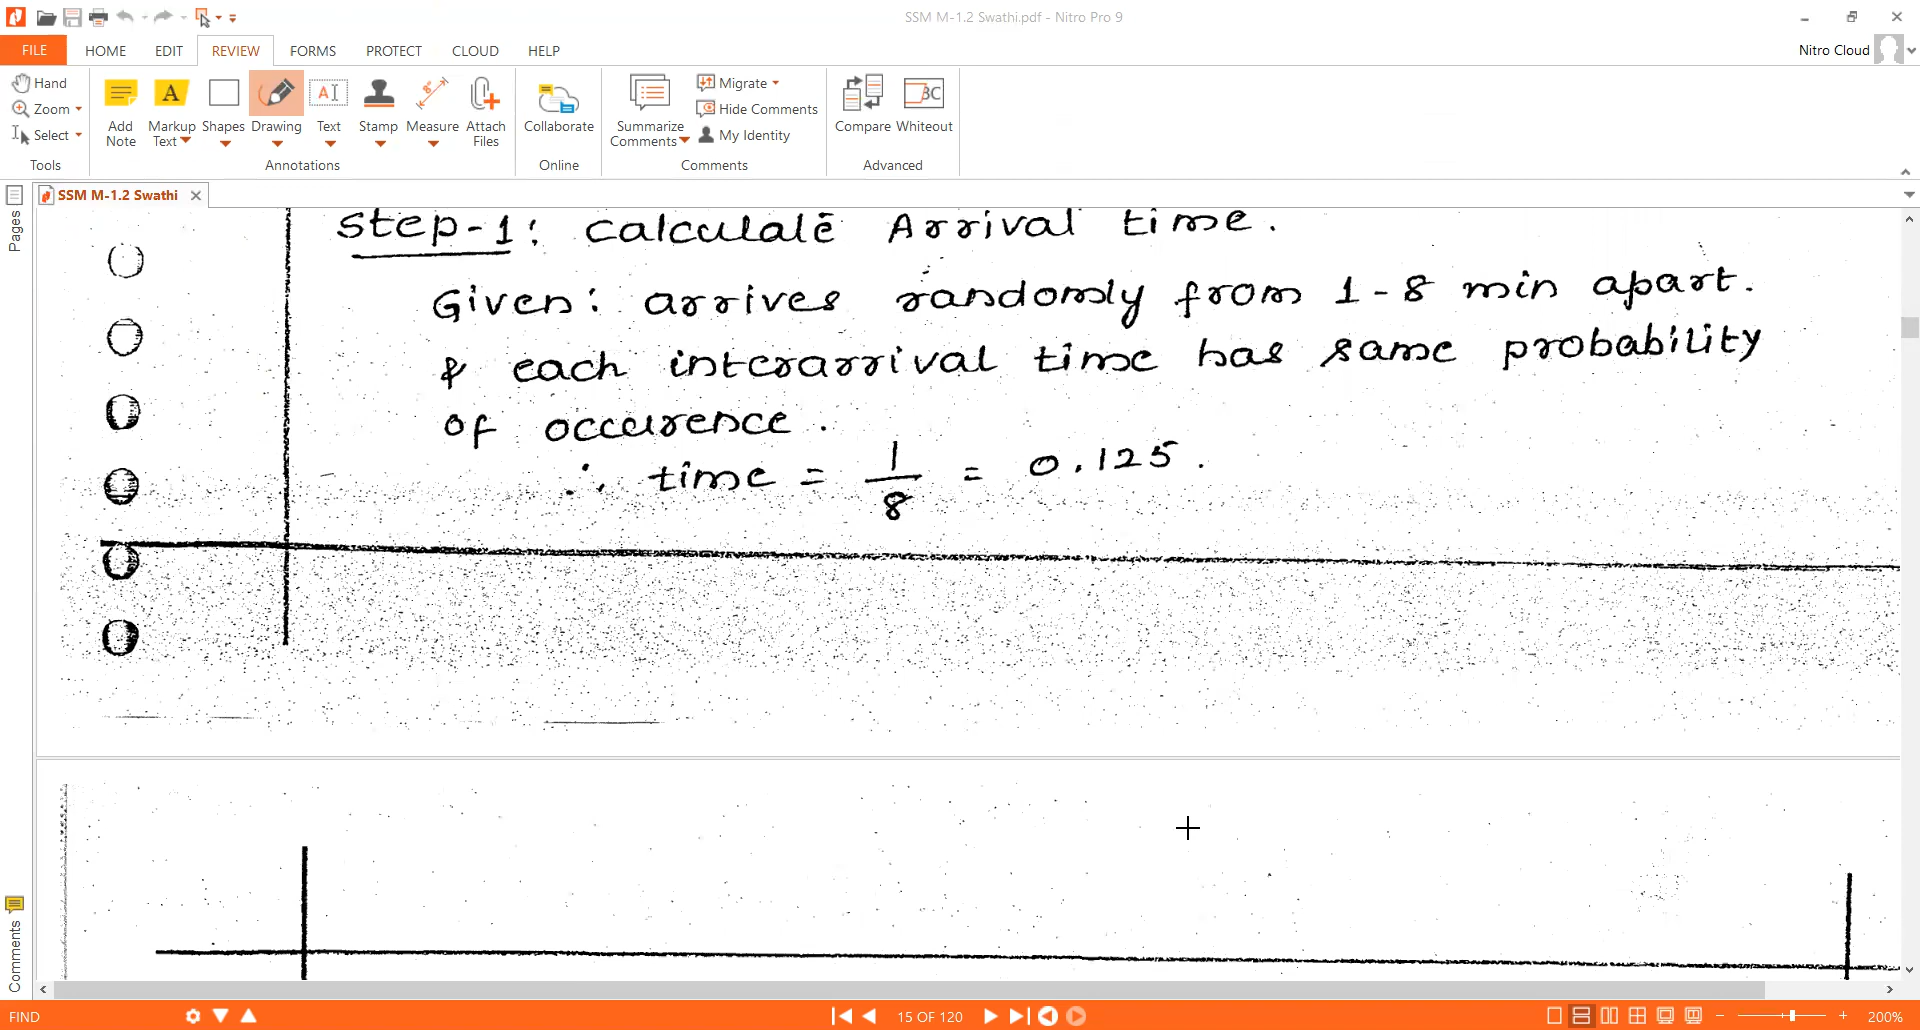 SSM M-1.2 Swathi.pdf - Nitro Pro 9
FILE HOME EDIT REVIEW FORMS PROTECT CLOUD HELP
Nitro Cloud
Hand
Zoom
Select
Tools
Add Note
Markup Text
Shapes
Drawing
Text
Stamp
Measure
Attach Files
Annotations
Collaborate
Online
Summarize Comments
Migrate
Hide Comments
My Identity
Comments
Compare
Whiteout
Advanced
SSM M-1.2 Swathi
Pages
Step-1: Calculate Arrival time.
Given: arrives randomly from 1-8 min apart.
& each interarrival time has same probability
of occurence.
∴ time = 1/8 = 0.125.
Comments
FIND
15 OF 120
200%